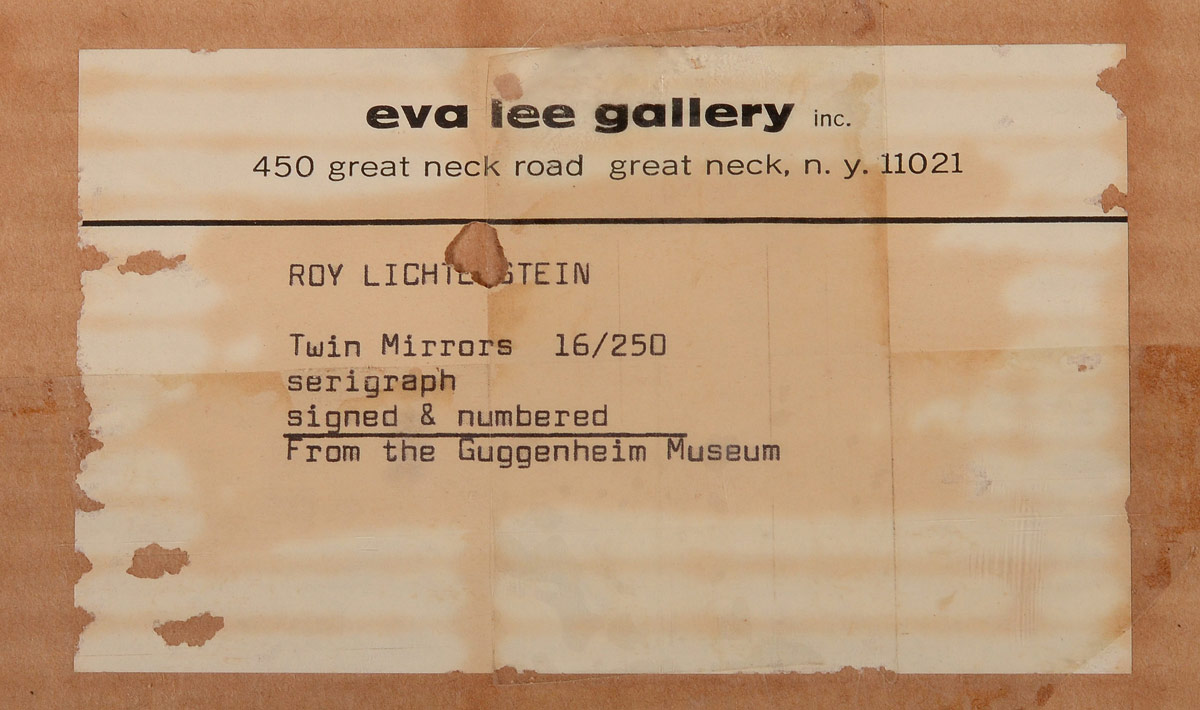 eva lee gallery inc.
450 great neck road great neck, n. y. 11021
ROY LICHTENSTEIN
Twin Mirrors 16/250
serigraph
signed & numbered
From the Guggenheim Museum